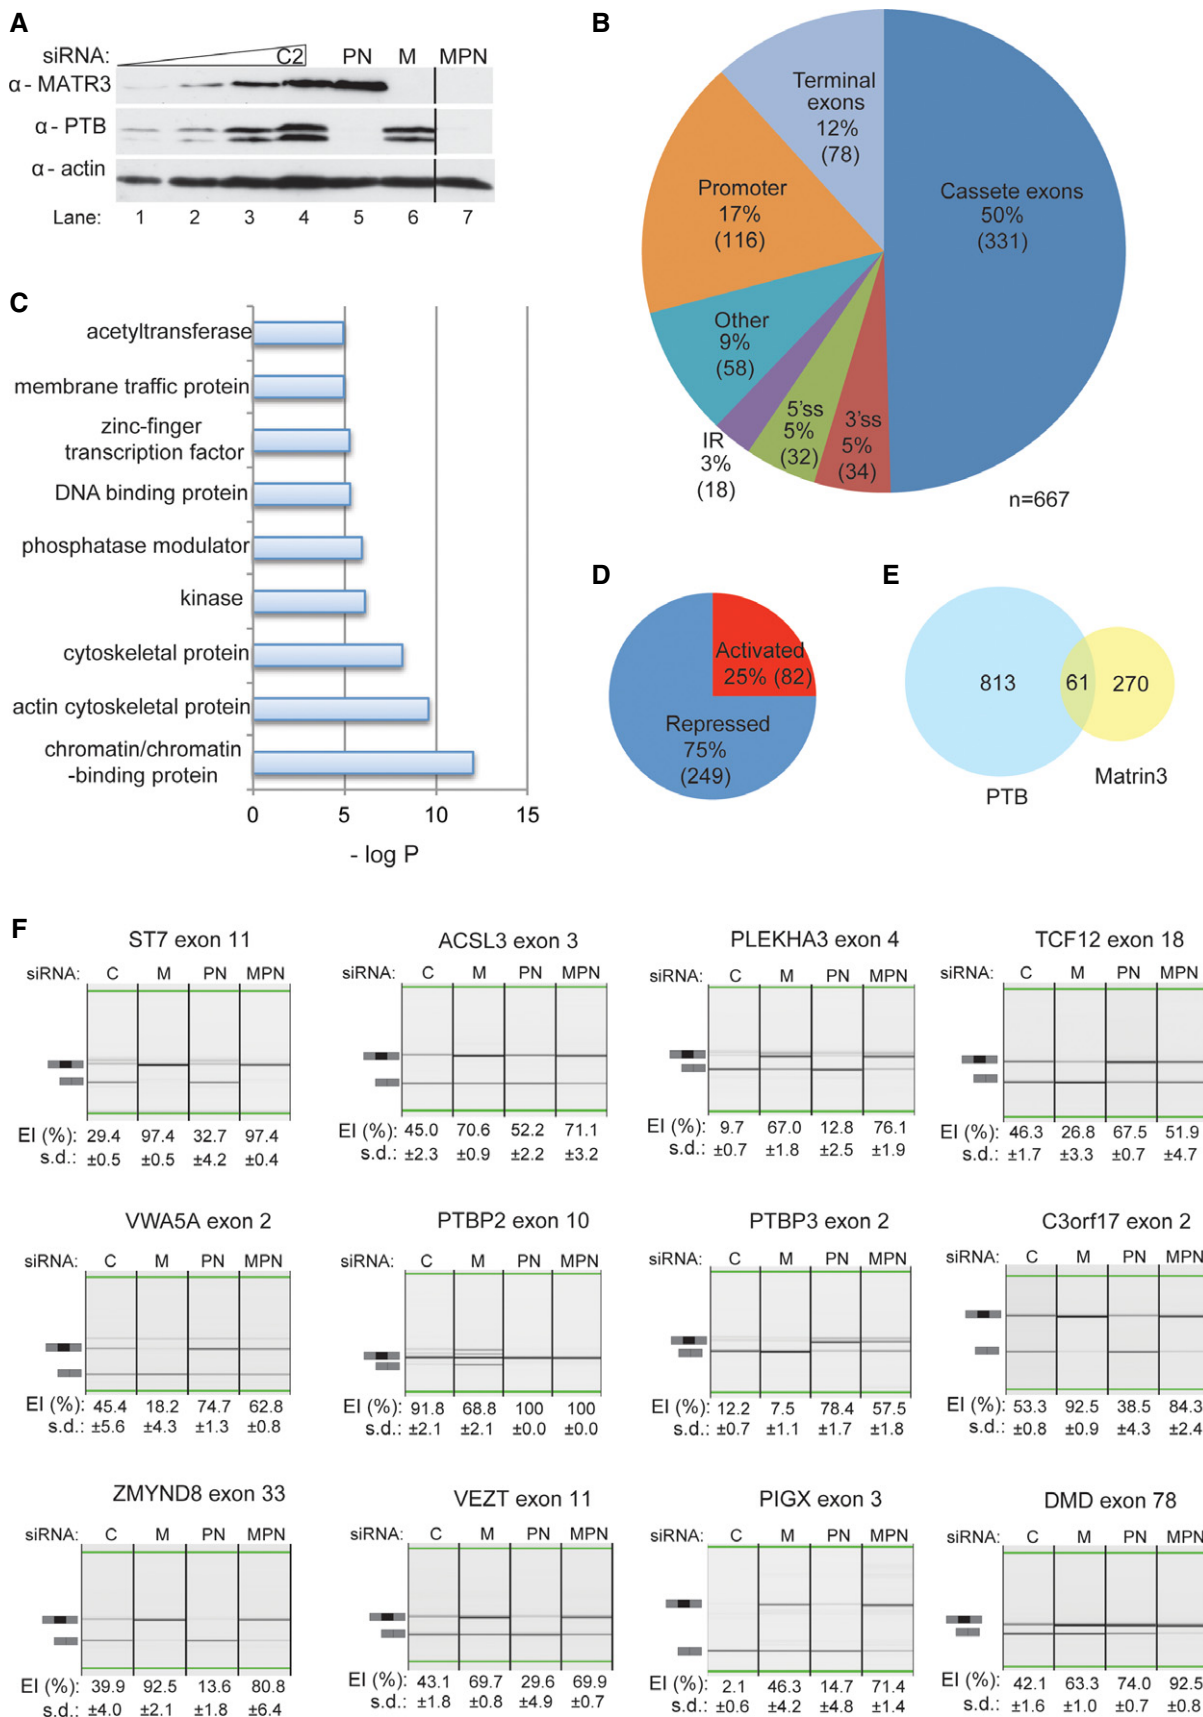 A
siRNA: C2 PN M MPN
α - MATR3
α - PTB
α - actin
Lane: 1 2 3 4 5 6 7
B
Terminal
exons
12%
(78)
Cassete exons
50%
(331)
Promoter
17%
(116)
Other
9%
(58)
IR
3%
(18)
5'ss
5%
(32)
3'ss
5%
(34)
n=667
C
acetyltransferase
membrane traffic protein
zinc-finger
transcription factor
DNA binding protein
phosphatase modulator
kinase
cytoskeletal protein
actin cytoskeletal protein
chromatin/chromatin
-binding protein
0 5 10 15
- log P
D
Activated
25% (82)
Repressed
75%
(249)
E
813 61 270
PTB
Matrin3
F
ST7 exon 11
siRNA: C M PN MPN
EI (%): 29.4 97.4 32.7 97.4
s.d.: ±0.5 ±0.5 ±4.2 ±0.4
ACSL3 exon 3
siRNA: C M PN MPN
EI (%): 45.0 70.6 52.2 71.1
s.d.: ±2.3 ±0.9 ±2.2 ±3.2
PLEKHA3 exon 4
siRNA: C M PN MPN
EI (%): 9.7 67.0 12.8 76.1
s.d.: ±0.7 ±1.8 ±2.5 ±1.9
TCF12 exon 18
siRNA: C M PN MPN
EI (%): 46.3 26.8 67.5 51.9
s.d.: ±1.7 ±3.3 ±0.7 ±4.7
VWA5A exon 2
siRNA: C M PN MPN
EI (%): 45.4 18.2 74.7 62.8
s.d.: ±5.6 ±4.3 ±1.3 ±0.8
PTBP2 exon 10
siRNA: C M PN MPN
EI (%): 91.8 68.8 100 100
s.d.: ±2.1 ±2.1 ±0.0 ±0.0
PTBP3 exon 2
siRNA: C M PN MPN
EI (%): 12.2 7.5 78.4 57.5
s.d.: ±0.7 ±1.1 ±1.7 ±1.8
C3orf17 exon 2
siRNA: C M PN MPN
EI (%): 53.3 92.5 38.5 84.3
s.d.: ±0.8 ±0.9 ±4.3 ±2.4
ZMYND8 exon 33
siRNA: C M PN MPN
EI (%): 39.9 92.5 13.6 80.8
s.d.: ±4.0 ±2.1 ±1.8 ±6.4
VEZT exon 11
siRNA: C M PN MPN
EI (%): 43.1 69.7 29.6 69.9
s.d.: ±1.8 ±0.8 ±4.9 ±0.7
PIGX exon 3
siRNA: C M PN MPN
EI (%): 2.1 46.3 14.7 71.4
s.d.: ±0.6 ±4.2 ±4.8 ±1.4
DMD exon 78
siRNA: C M PN MPN
EI (%): 42.1 63.3 74.0 92.5
s.d.: ±1.6 ±1.0 ±0.7 ±0.8